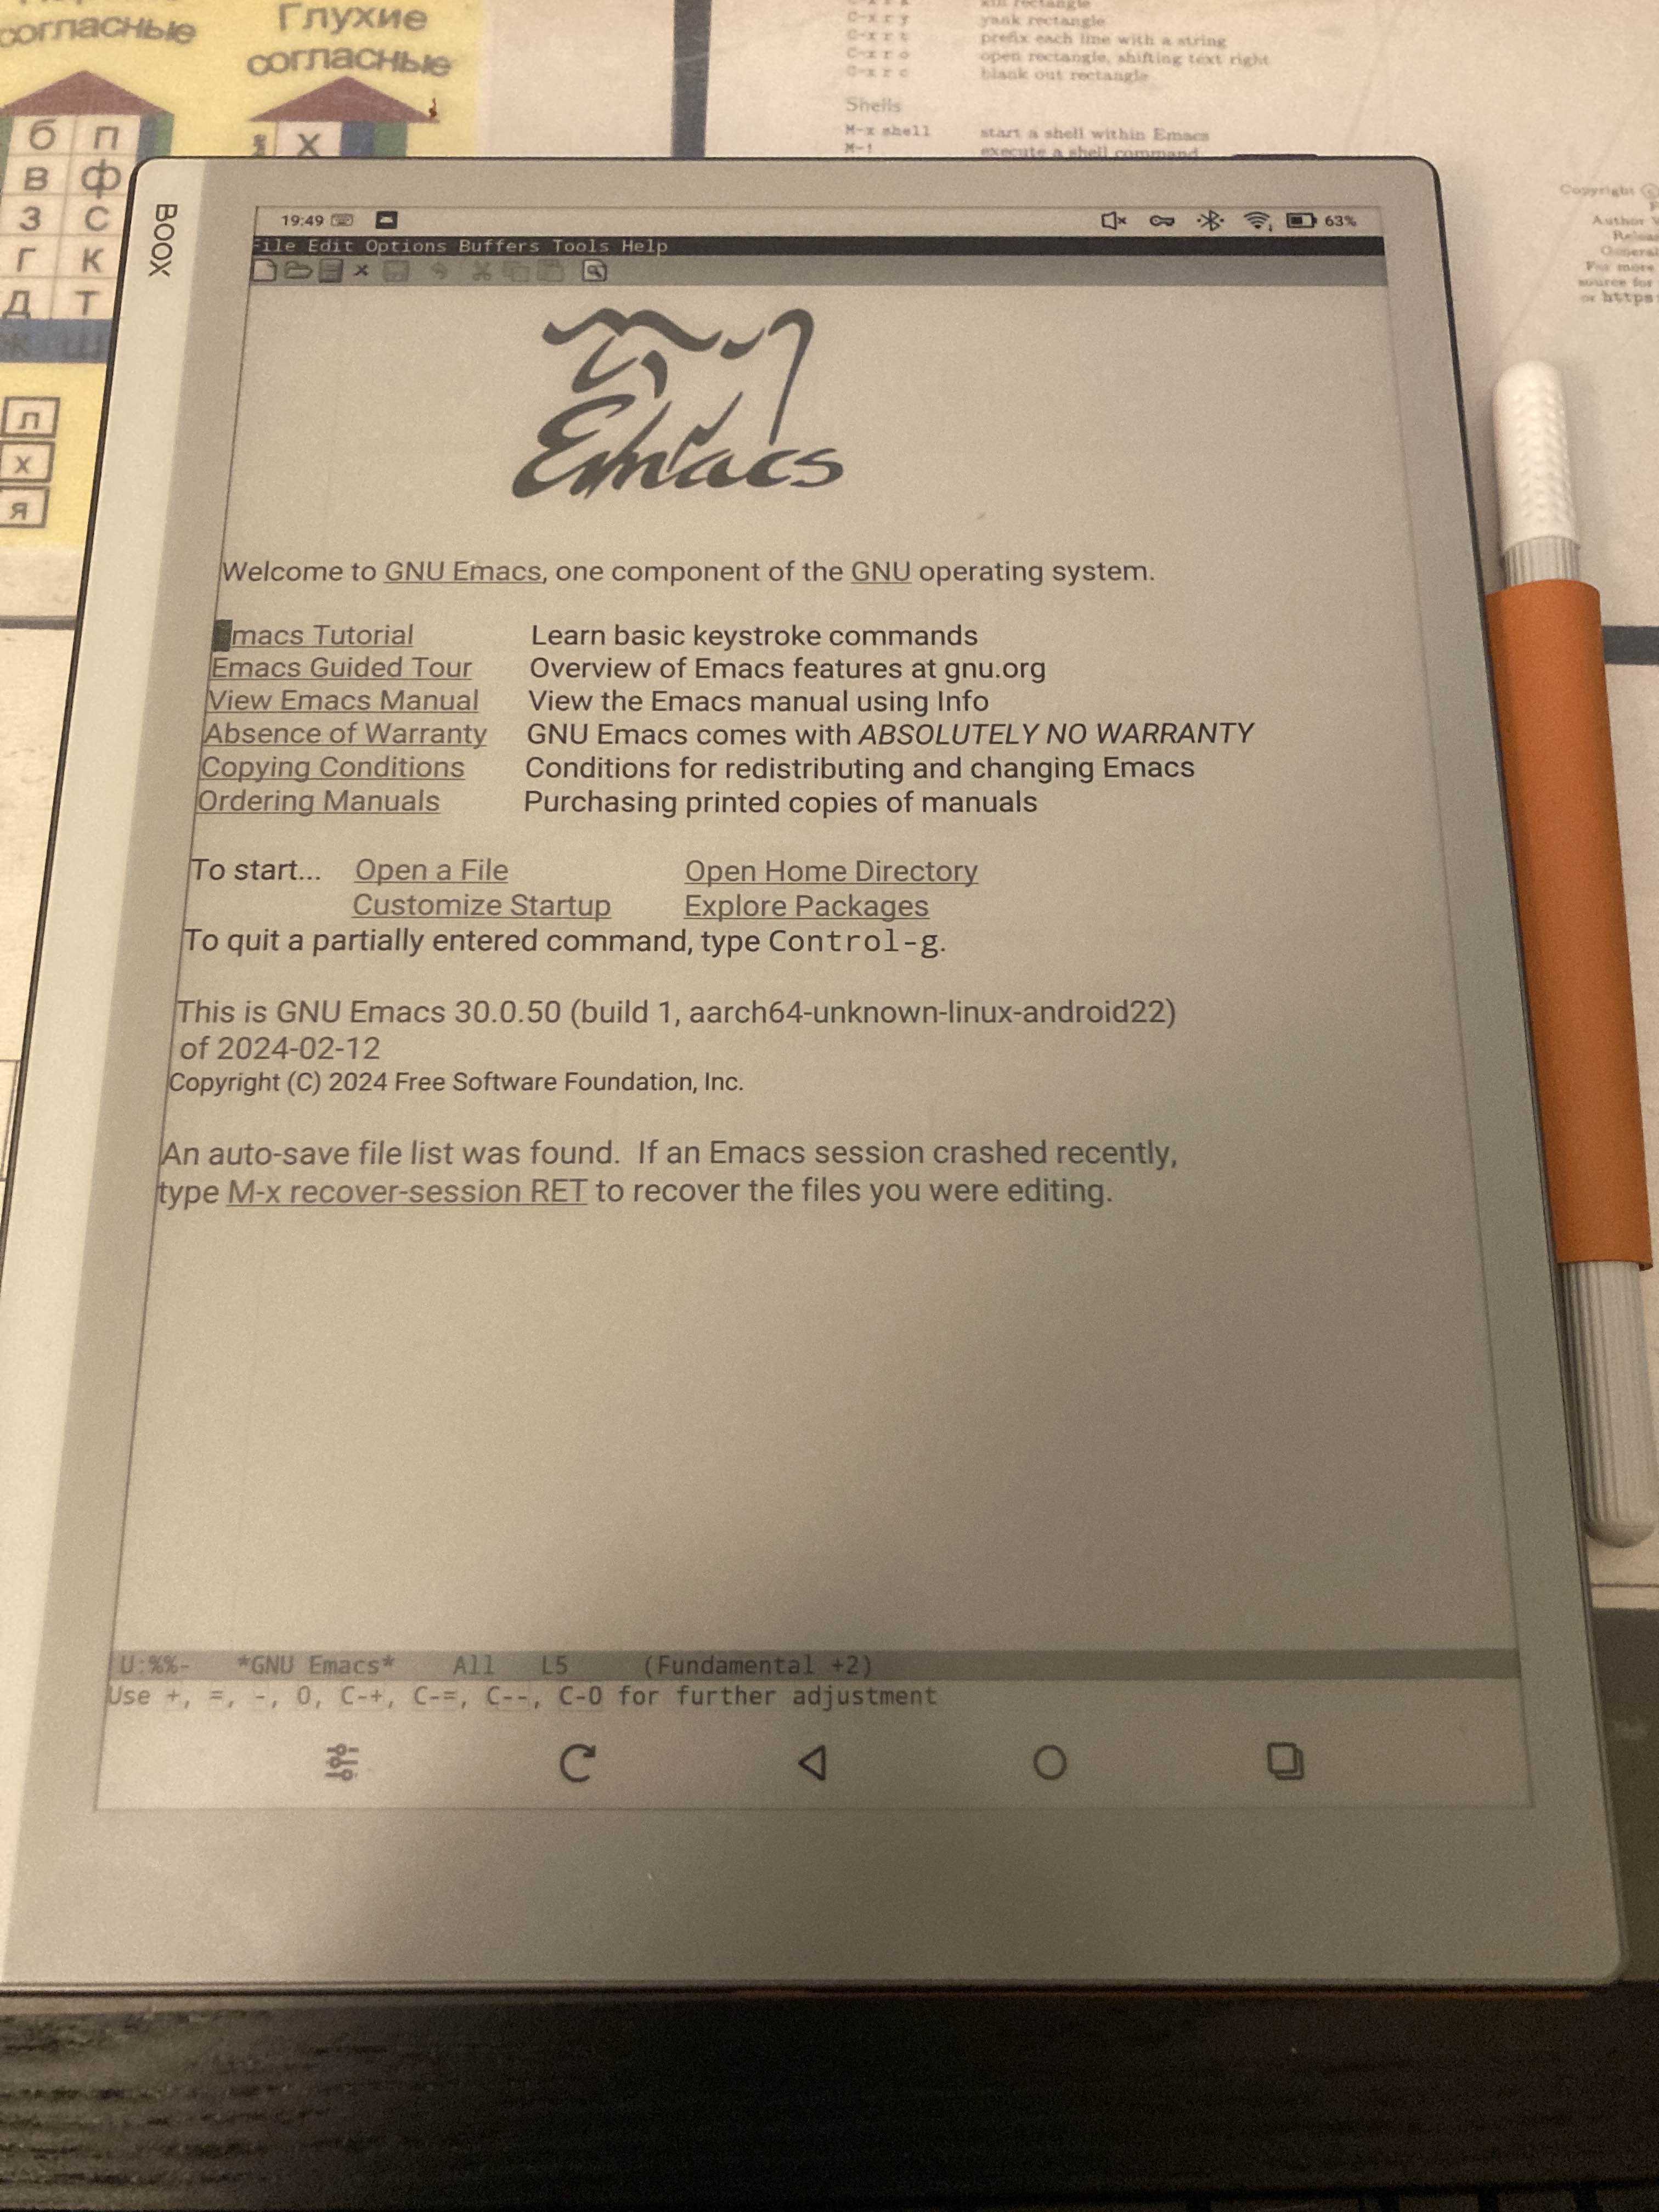 согласные
Глухие
согласные
б п
в ф
з с
г к
д т
х
л
х
я
C-x r y yank rectangle
C-x r t prefix each line with a string
C-x r o open rectangle, shifting text right
C-x r c blank out rectangle
Shells
M-x shell start a shell within Emacs
M-! execute a shell command
Copyright ©
Author
General
For more
source for
or https
BOOX
19:49 63%
File Edit Options Buffers Tools Help
Emacs
Welcome to GNU Emacs, one component of the GNU operating system.
Emacs Tutorial Learn basic keystroke commands
Emacs Guided Tour Overview of Emacs features at gnu.org
View Emacs Manual View the Emacs manual using Info
Absence of Warranty GNU Emacs comes with ABSOLUTELY NO WARRANTY
Copying Conditions Conditions for redistributing and changing Emacs
Ordering Manuals Purchasing printed copies of manuals
To start... Open a File Open Home Directory
Customize Startup Explore Packages
To quit a partially entered command, type Control-g.
This is GNU Emacs 30.0.50 (build 1, aarch64-unknown-linux-android22)
of 2024-02-12
Copyright (C) 2024 Free Software Foundation, Inc.
An auto-save file list was found. If an Emacs session crashed recently,
type M-x recover-session RET to recover the files you were editing.
U:%%- *GNU Emacs* All L5 (Fundamental +2)
Use +, =, -, 0, C-+, C-=, C--, C-0 for further adjustment